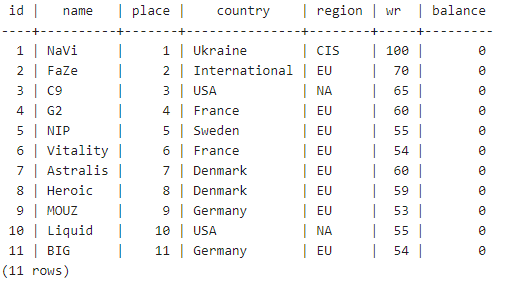 id |   name   | place |    country    | region | wr  | balance
----+----------+-------+---------------+--------+-----+---------
  1 | NaVi     |     1 | Ukraine       | CIS    | 100 |       0
  2 | FaZe     |     2 | International | EU     |  70 |       0
  3 | C9       |     3 | USA           | NA     |  65 |       0
  4 | G2       |     4 | France        | EU     |  60 |       0
  5 | NIP      |     5 | Sweden        | EU     |  55 |       0
  6 | Vitality |     6 | France        | EU     |  54 |       0
  7 | Astralis |     7 | Denmark       | EU     |  60 |       0
  8 | Heroic   |     8 | Denmark       | EU     |  59 |       0
  9 | MOUZ     |     9 | Germany       | EU     |  53 |       0
 10 | Liquid   |    10 | USA           | NA     |  55 |       0
 11 | BIG      |    11 | Germany       | EU     |  54 |       0
(11 rows)